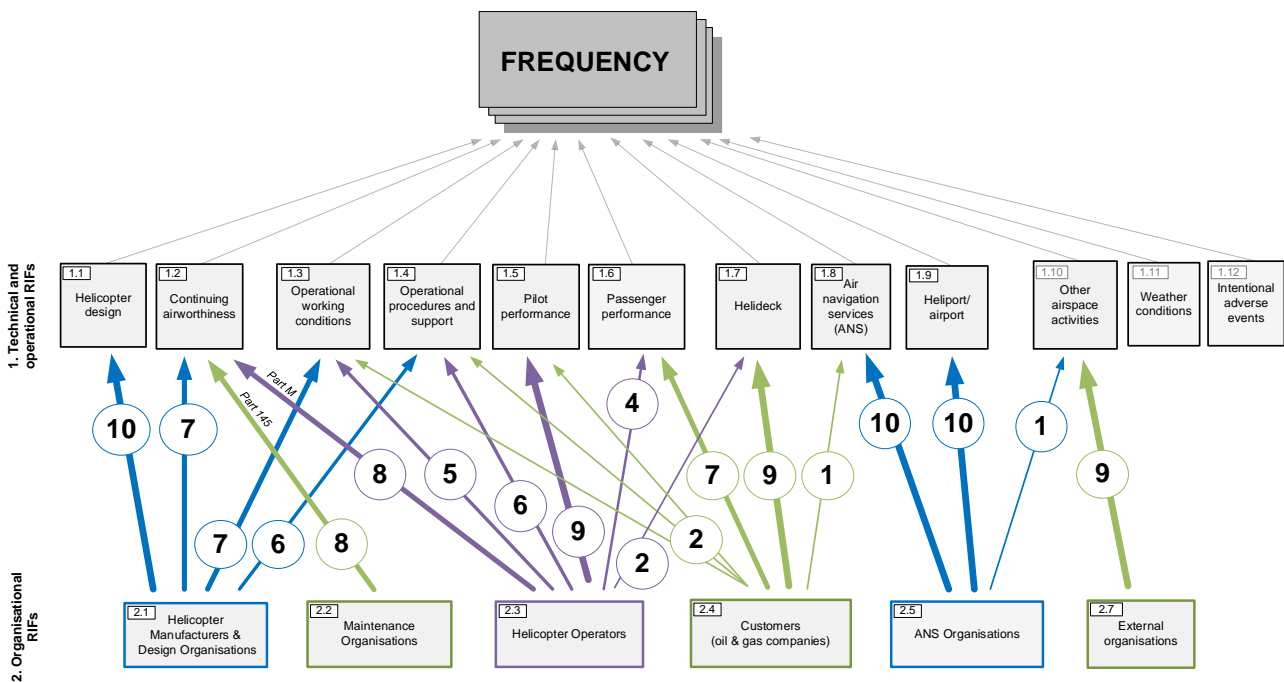 FREQUENCY
1. Technical and
operational RIFs
1.1
Helicopter
design
1.2
Continuing
airworthiness
1.3
Operational
working
conditions
1.4
Operational
procedures and
support
1.5
Pilot
performance
1.6
Passenger
performance
1.7
Helideck
1.8
Air
navigation
services
(ANS)
1.9
Heliport/
airport
1.10
Other
airspace
activities
1.11
Weather
conditions
1.12
Intentional
adverse
events
Part M
Part 145
10
7
7
6
8
8
5
6
9
4
2
2
7
9
1
10
10
1
9
2. Organisational
RIFs
2.1
Helicopter
Manufacturers &
Design Organisations
2.2
Maintenance
Organisations
2.3
Helicopter Operators
2.4
Customers
(oil & gas companies)
2.5
ANS Organisations
2.7
External
organisations